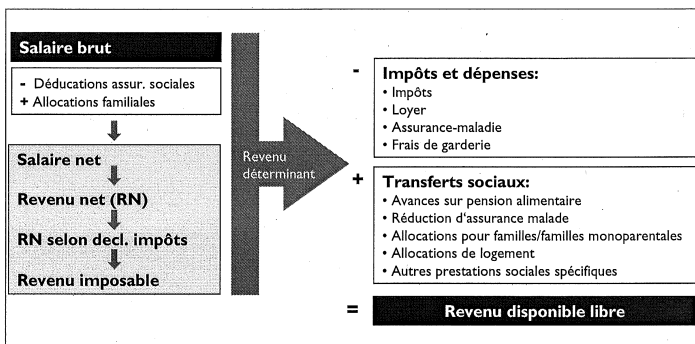 Salaire brut
- Déducations assur. sociales
+ Allocations familiales
Salaire net
Revenu net (RN)
RN selon decl. impôts
Revenu imposable
Revenu
déterminant
- Impôts et dépenses:
• Impôts
• Loyer
• Assurance-maladie
• Frais de garderie
+ Transferts sociaux:
• Avances sur pension alimentaire
• Réduction d'assurance malade
• Allocations pour familles/familles monoparentales
• Allocations de logement
• Autres prestations sociales spécifiques
= Revenu disponible libre